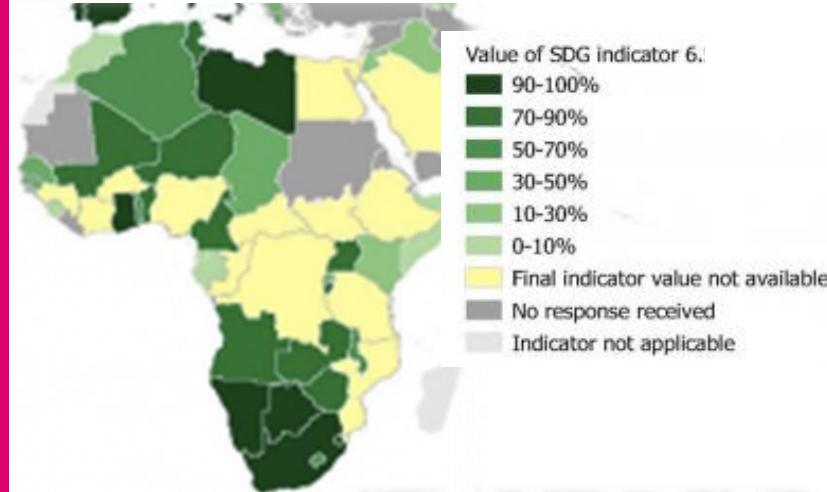 Value of SDG indicator 6.
90-100%
70-90%
50-70%
30-50%
10-30%
0-10%
Final indicator value not available
No response received
Indicator not applicable